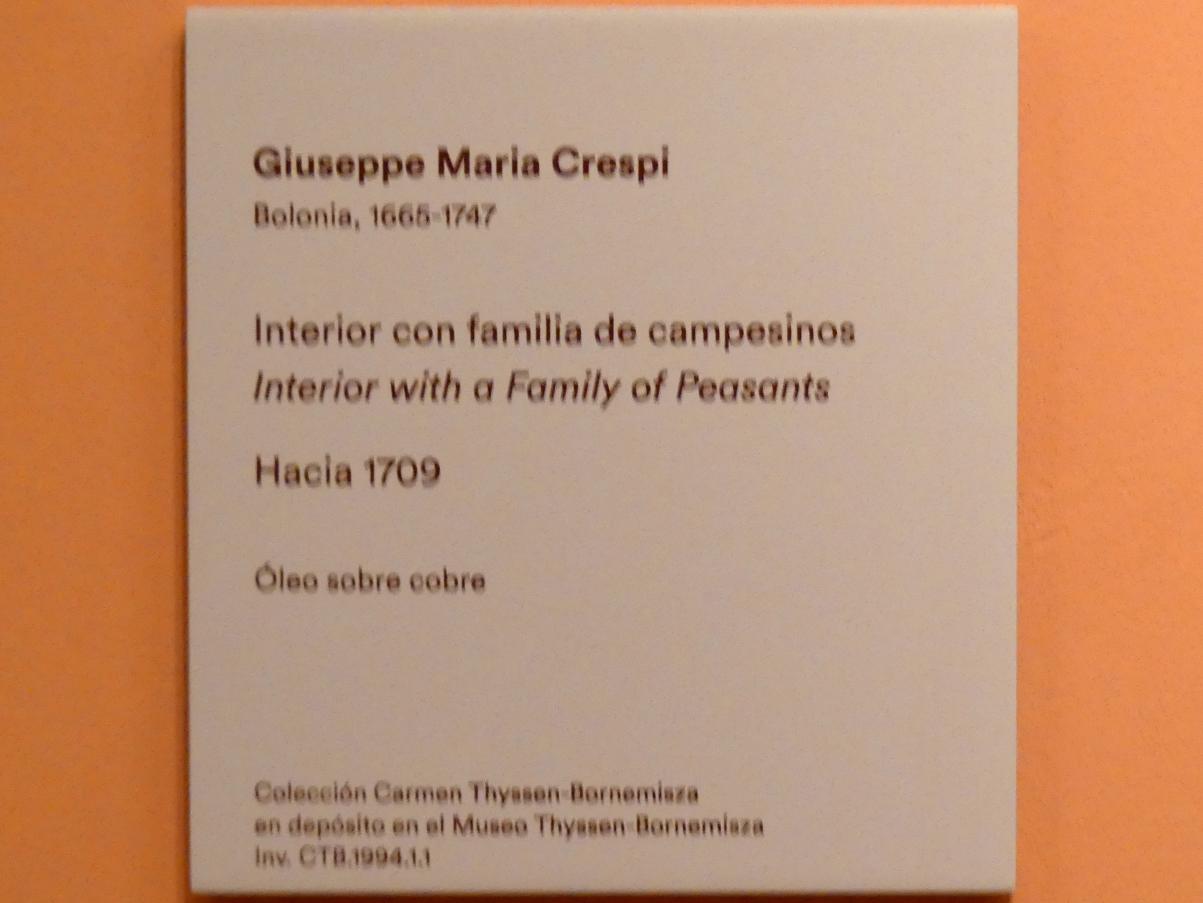 Giuseppe Maria Crespi
Bolonia, 1665-1747
Interior con familia de campesinos
Interior with a Family of Peasants
Hacia 1709
Óleo sobre cobre
Colección Carmen Thyssen-Bornemisza
en depósito en el Museo Thyssen-Bornemisza
Inv. CTB.1994.1.1